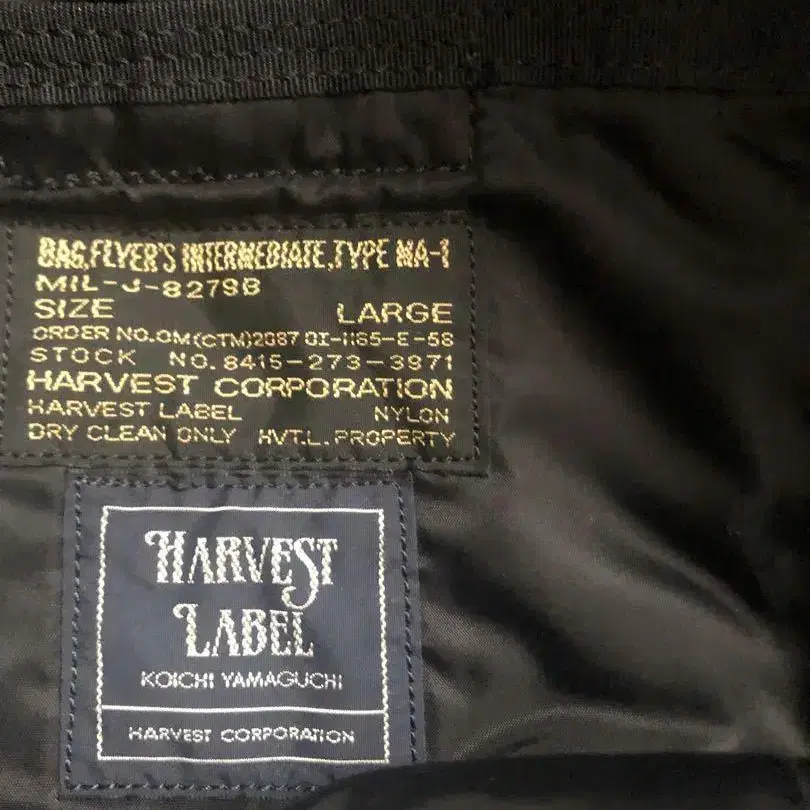 BAG,FLYER'S INTERMEDIATE,TYPE MA-1
MIL-J-8279B
SIZE LARGE
ORDER NO.OM(CTM)2087 OI-1165-E-58
STOCK NO.8415-273-3971
HARVEST CORPORATION
HARVEST LABEL NYLON
DRY CLEAN ONLY HVT.L.PROPERTY
HARVEST
LABEL
KOICHI YAMAGUCHI
HARVEST CORPORATION